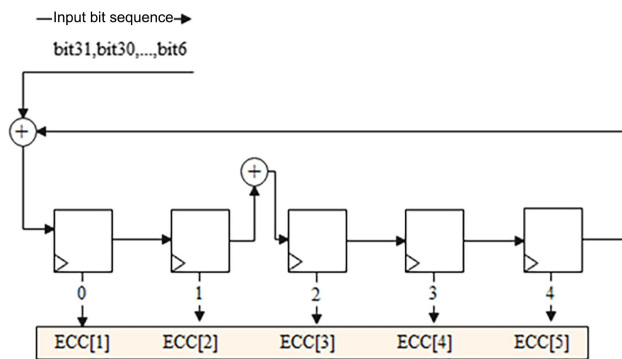 Input bit sequence
bit31,bit30,...,bit6
+
+
0 1 2 3 4
ECC[1] ECC[2] ECC[3] ECC[4] ECC[5]